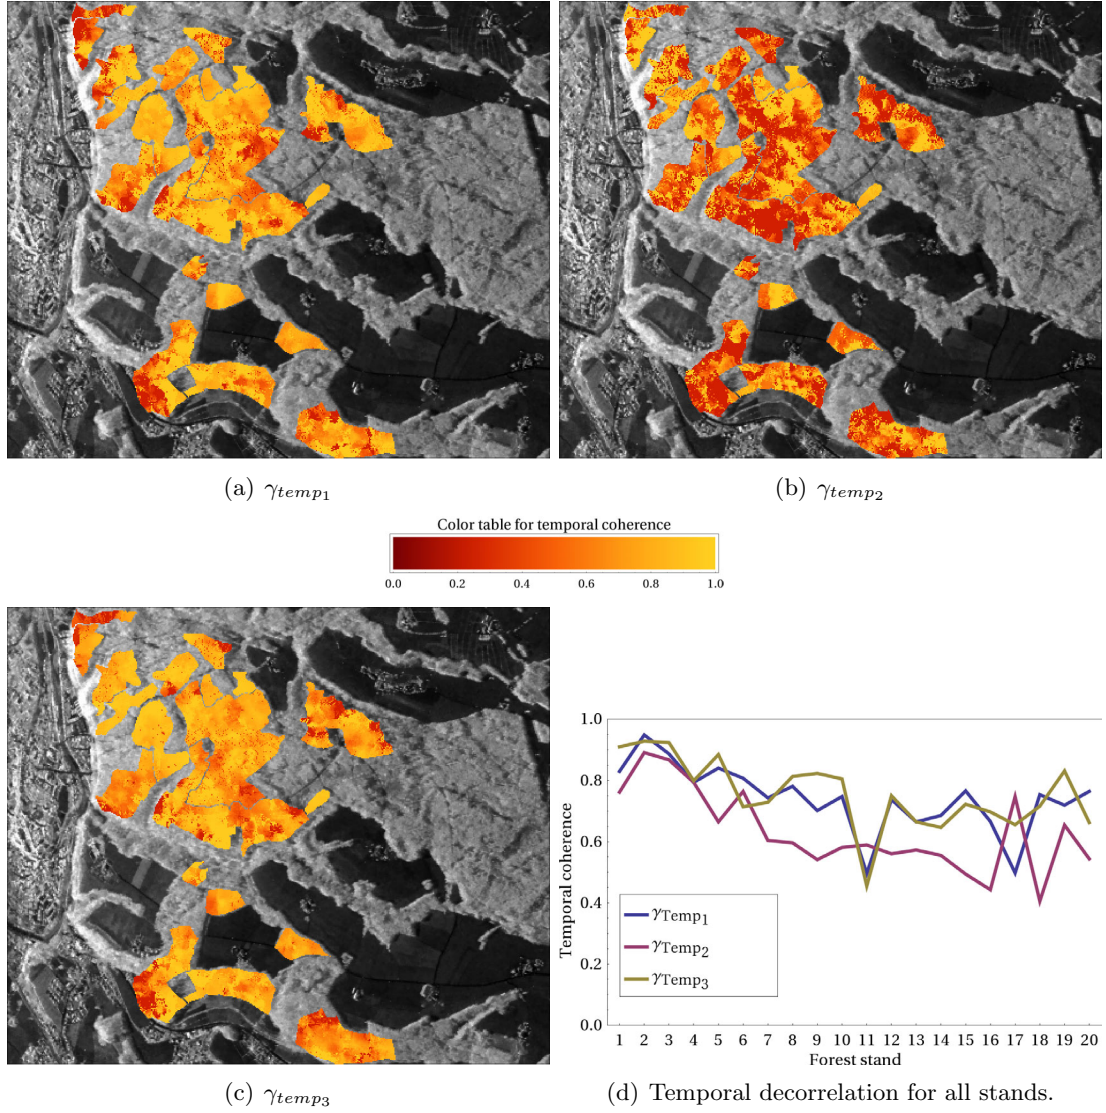 (a) γtemp1
(b) γtemp2
Color table for temporal coherence
0.0 0.2 0.4 0.6 0.8 1.0
(c) γtemp3
1.0
0.8
0.6
0.4
0.2
0.0
Temporal coherence
γTemp1
γTemp2
γTemp3
1 2 3 4 5 6 7 8 9 10 11 12 13 14 15 16 17 18 19 20
Forest stand
(d) Temporal decorrelation for all stands.